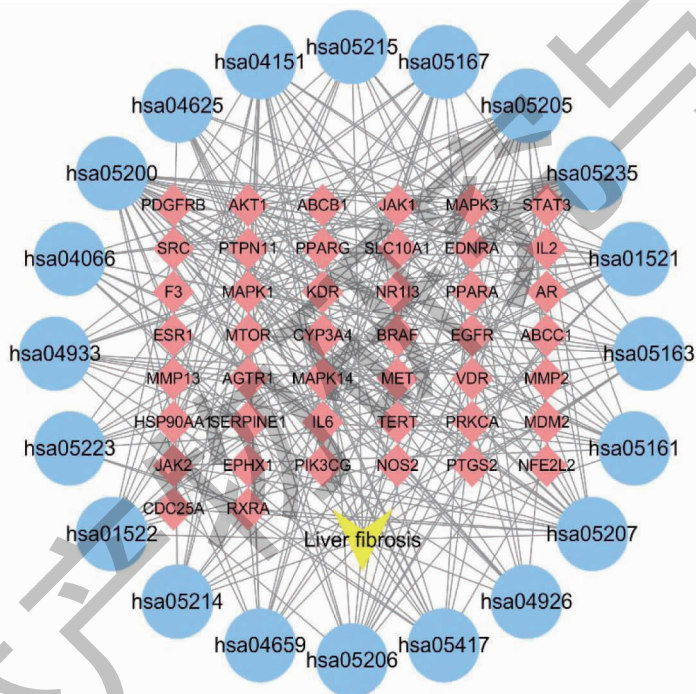 hsa05215
hsa04151
hsa05167
hsa04625
hsa05205
hsa05200
hsa05235
PDGFRB AKT1 ABCB1 JAK1 MAPK3 STAT3
SRC PTPN11 PPARG SLC10A1 EDNRA IL2
hsa04066
hsa01521
F3 MAPK1 KDR NR1I3 PPARA AR
ESR1 MTOR CYP3A4 BRAF EGFR ABCC1
hsa04933
hsa05163
MMP13 AGTR1 MAPK14 MET VDR MMP2
HSP90AA1 SERPINE1 IL6 TERT PRKCA MDM2
hsa05223
hsa05161
JAK2 EPHX1 PIK3CG NOS2 PTGS2 NFE2L2
CDC25A RXRA
hsa01522
Liver fibrosis
hsa05207
hsa05214
hsa04926
hsa04659
hsa05206
hsa05417